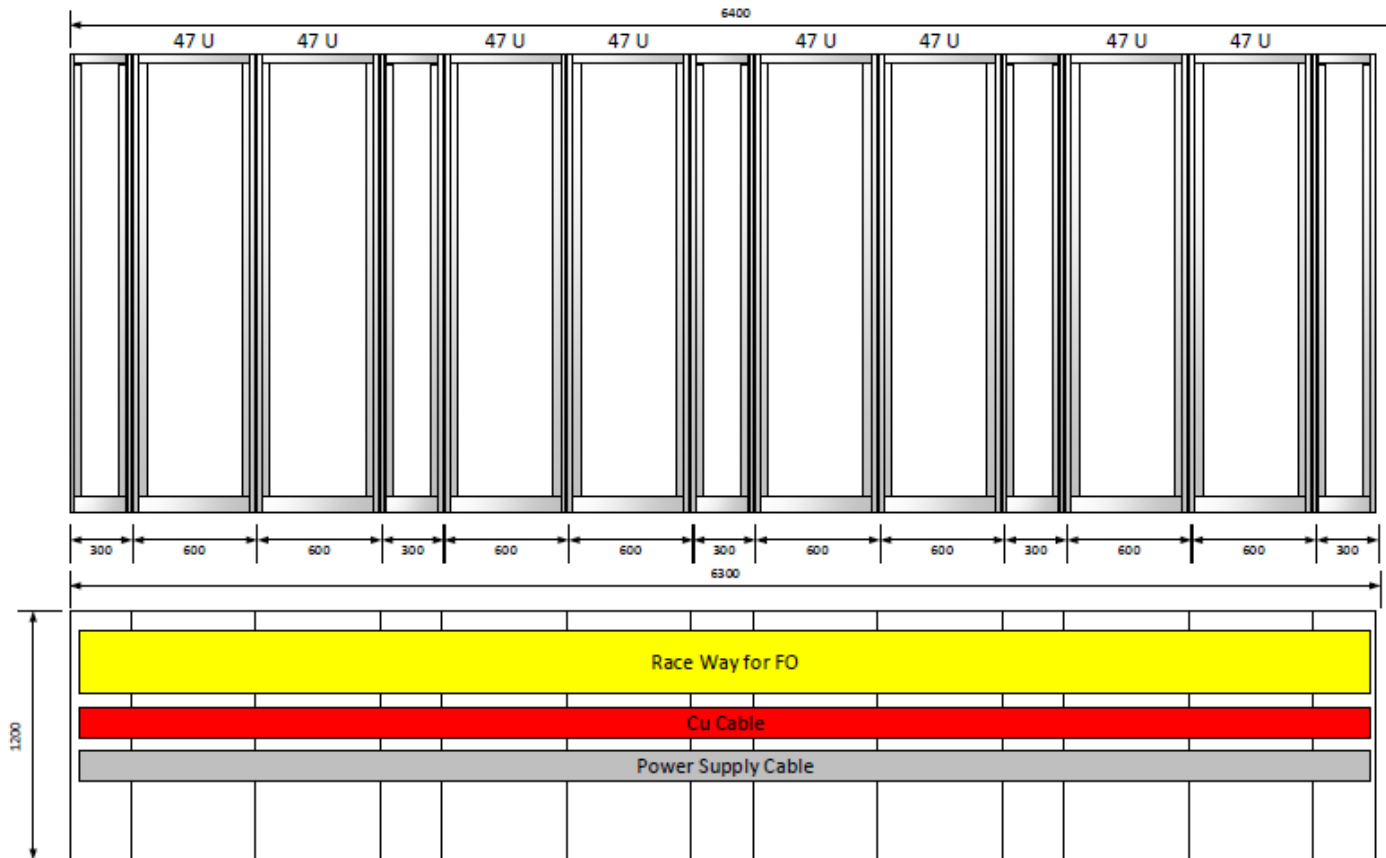 6400
47 U 47 U 47 U 47 U 47 U 47 U 47 U 47 U
300 600 600 300 600 600 300 600 600 300 600 600 300
6300
Race Way for FO
Cu Cable
Power Supply Cable
1200